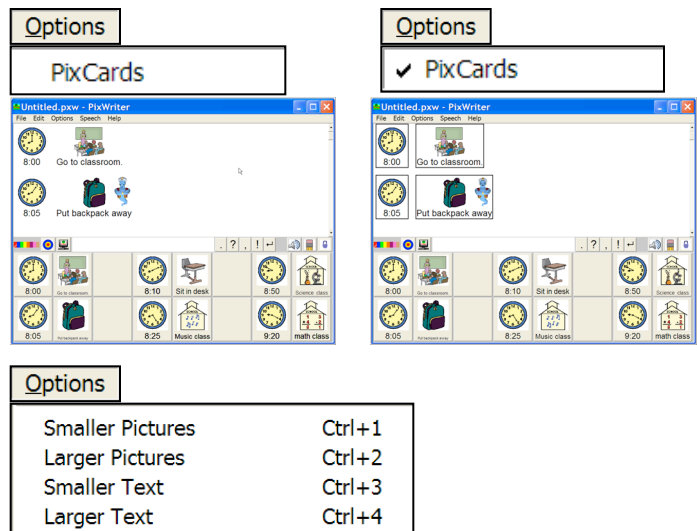 Options
PixCards
Untitled.pxw - PixWriter
File Edit Options Speech Help
8:00 Go to classroom.
8:05 Put backpack away
. ? , !
8:00 Go to classroom 8:10 Sit in desk 8:50 Science class
8:05 Put backpack away 8:25 Music class 9:20 math class
Options
✓ PixCards
Untitled.pxw - PixWriter
File Edit Options Speech Help
8:00 Go to classroom.
8:05 Put backpack away
. ? , !
8:00 Go to classroom 8:10 Sit in desk 8:50 Science class
8:05 Put backpack away 8:25 Music class 9:20 math class
Options
Smaller Pictures Ctrl+1
Larger Pictures Ctrl+2
Smaller Text Ctrl+3
Larger Text Ctrl+4